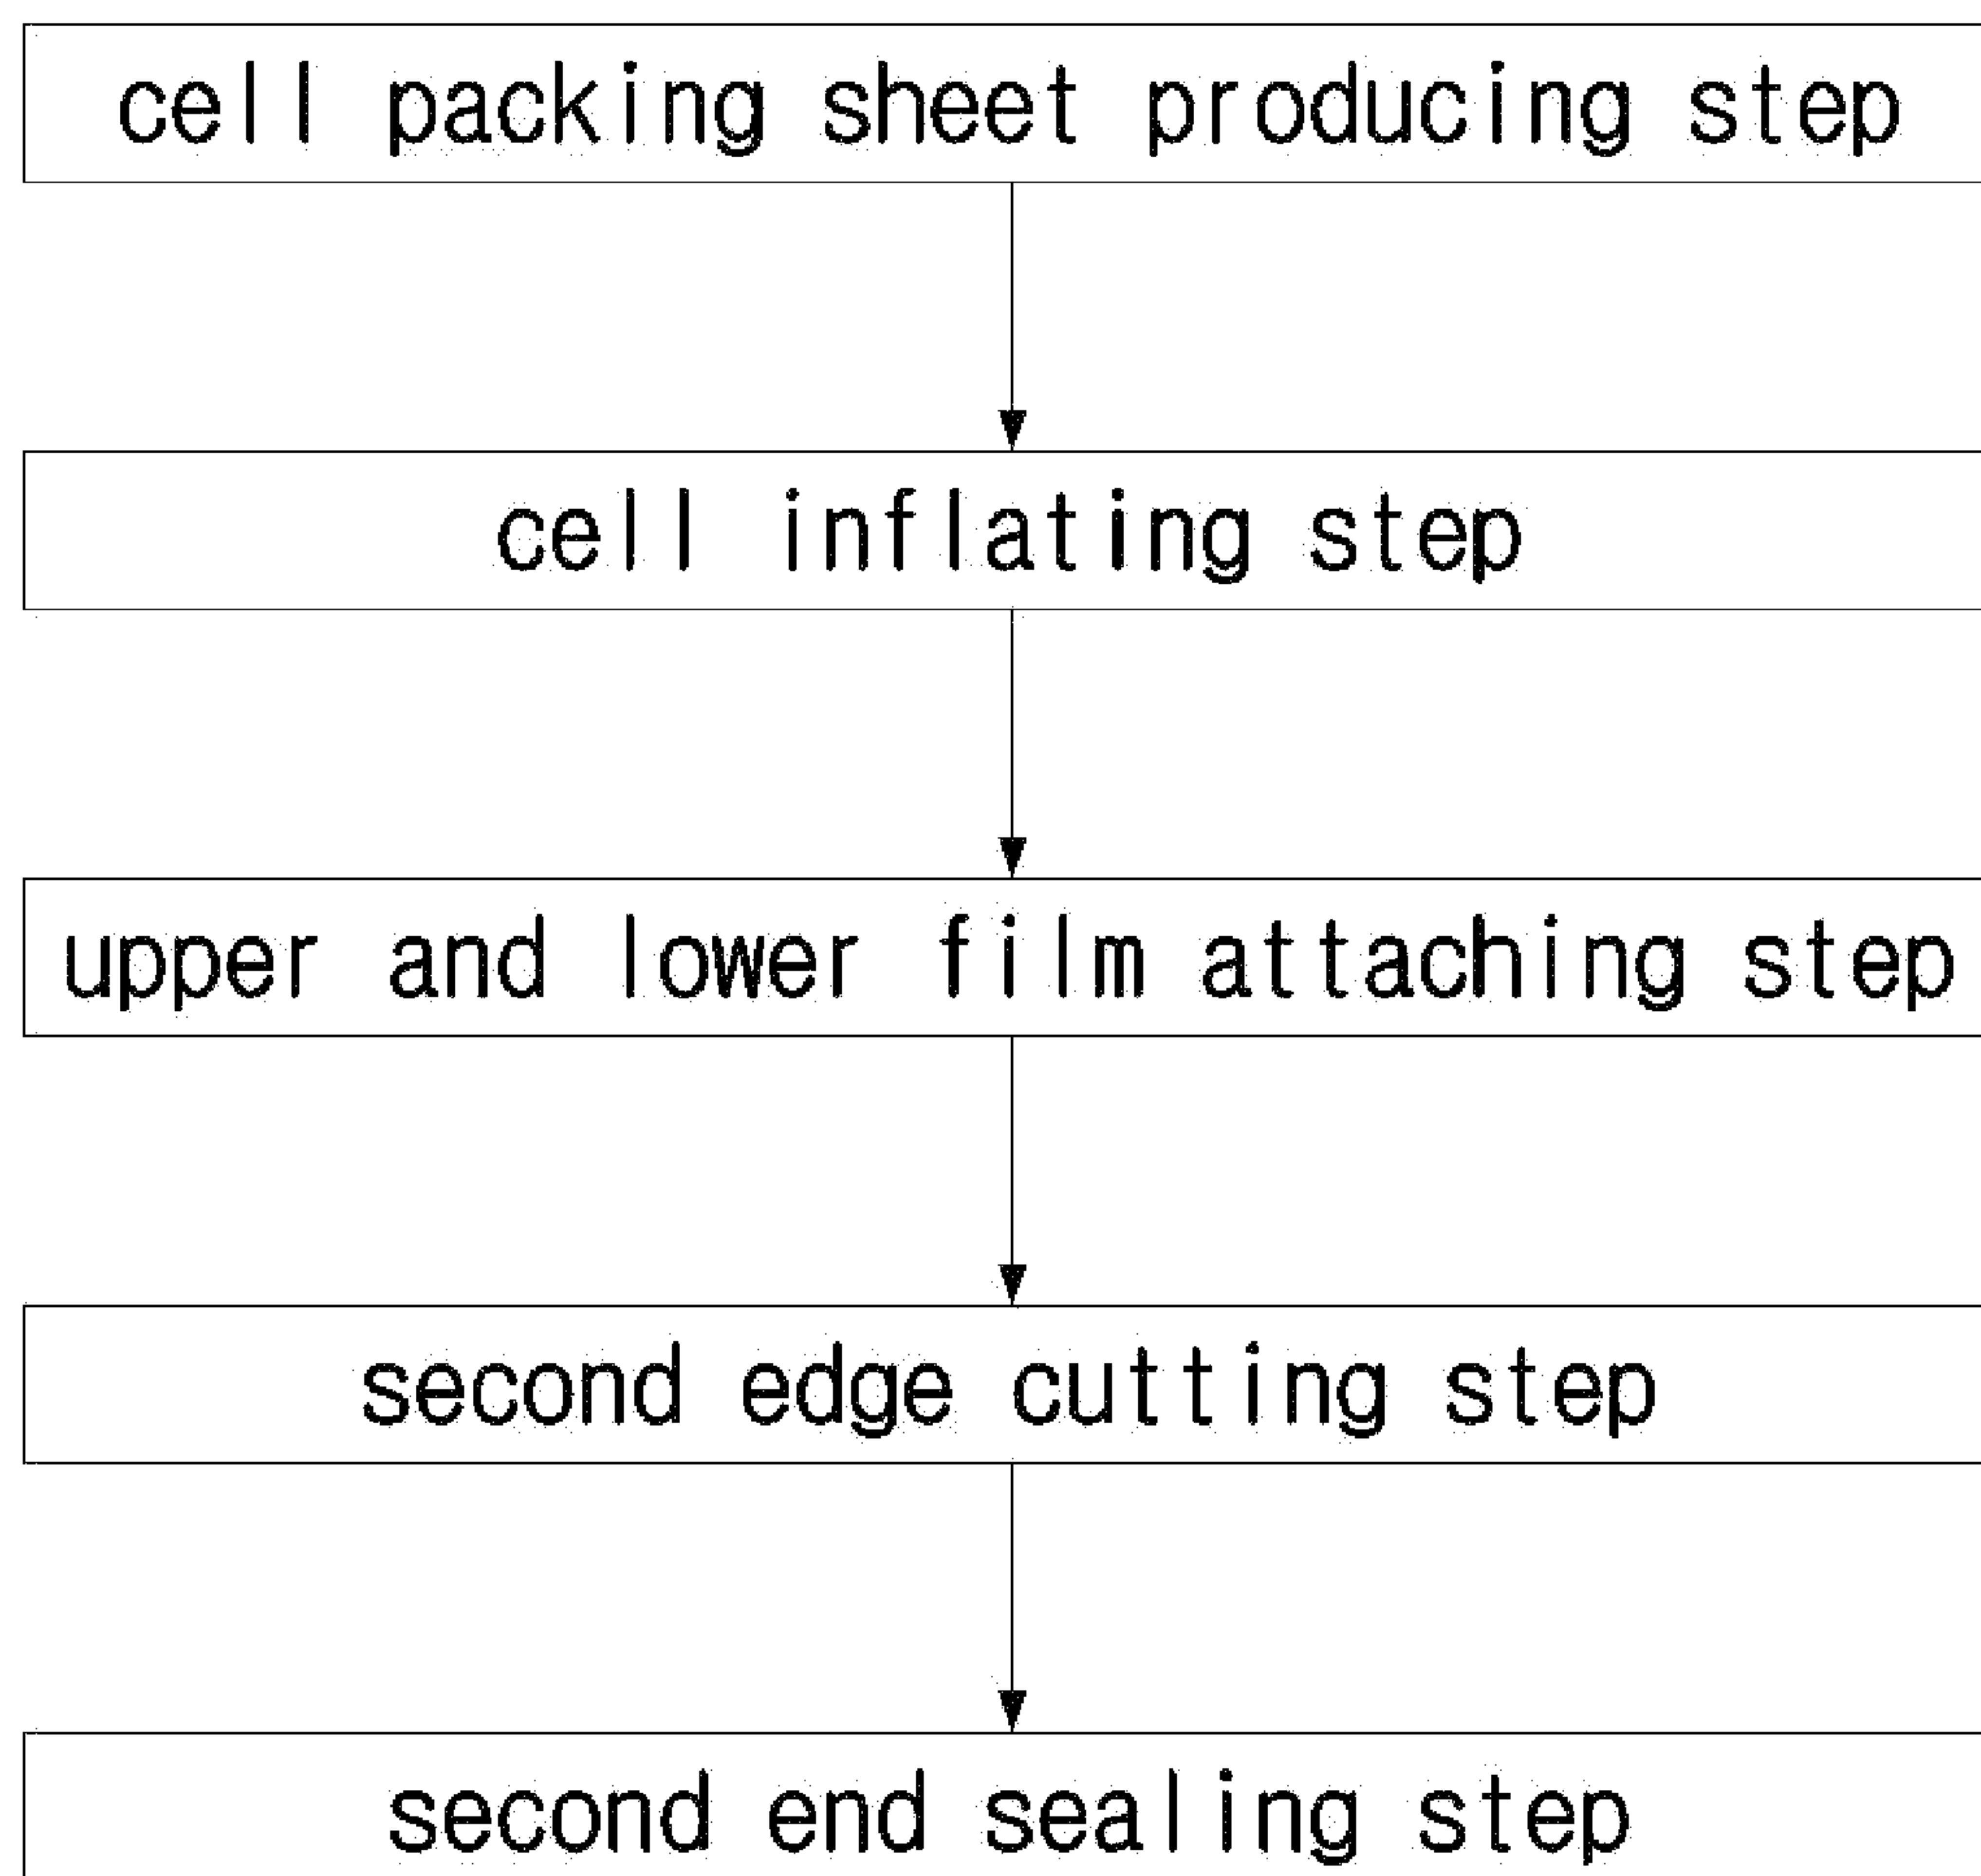 cell packing sheet producing step
cell inflating step
upper and lower film attaching step
second edge cutting step
second end sealing step